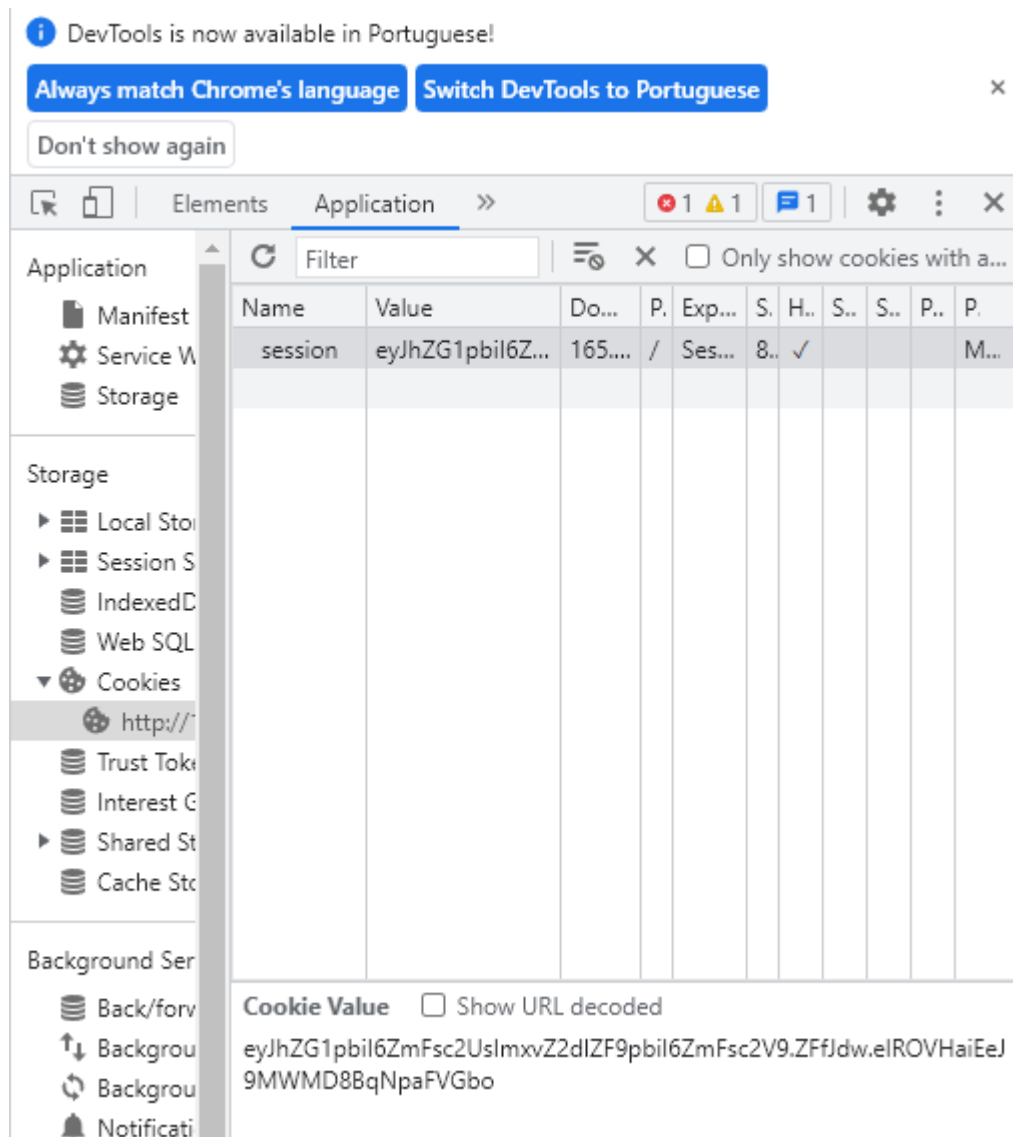 DevTools is now available in Portuguese!
Always match Chrome's language Switch DevTools to Portuguese
Don't show again
Elements Application 1 1 1
Application
Manifest
Service W
Storage
Storage
Local Sto
Session S
IndexedD
Web SQL
Cookies
http://
Trust Toke
Interest G
Shared St
Cache Sto
Background Ser
Back/forv
Backgrou
Backgrou
Notificati
Filter Only show cookies with a...
Name Value Do... P. Exp... S. H.. S.. S.. P.. P.
session eyJhZG1pbiI6Z... 165.... / Ses... 8.. ✓ M...
Cookie Value Show URL decoded
eyJhZG1pbiI6ZmFsc2UsImxvZ2dlZF9pbiI6ZmFsc2V9.ZFfJdw.eIROVHaiEeJ
9MWMD8BqNpaFVGbo